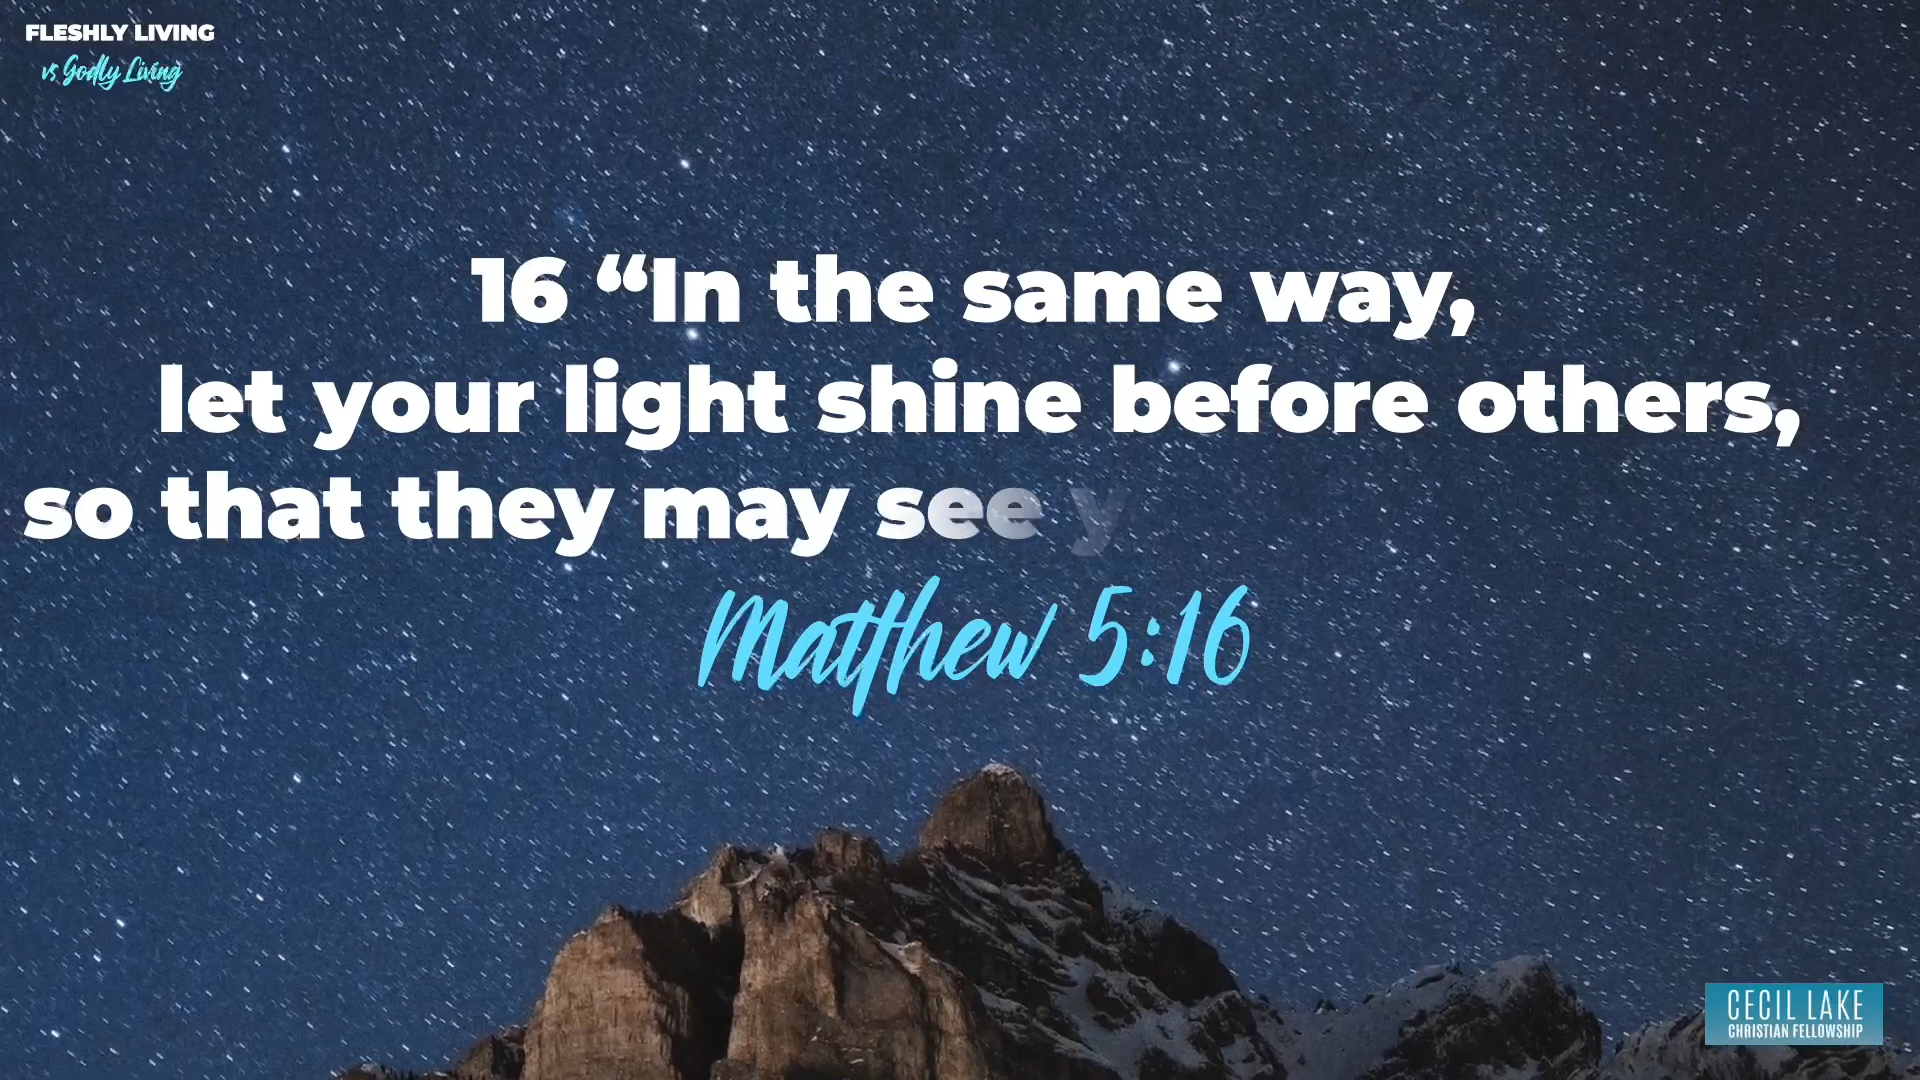 FLESHLY LIVING
vs Godly Living
16 “In the same way,
let your light shine before others,
so that they may see y
Matthew 5:16
CECIL LAKE
CHRISTIAN FELLOWSHIP